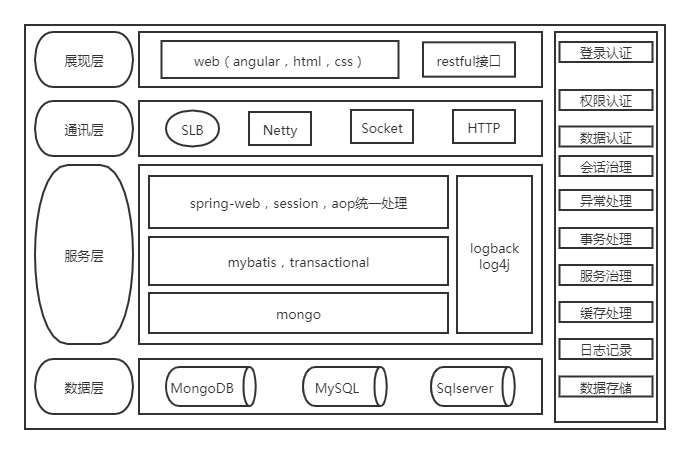 展现层
web（angular，html，css）
restful接口
通讯层
SLB
Netty
Socket
HTTP
服务层
spring-web，session，aop统一处理
mybatis，transactional
mongo
logback
log4j
数据层
MongoDB
MySQL
Sqlserver
登录认证
权限认证
数据认证
会话治理
异常处理
事务处理
服务治理
缓存处理
日志记录
数据存储